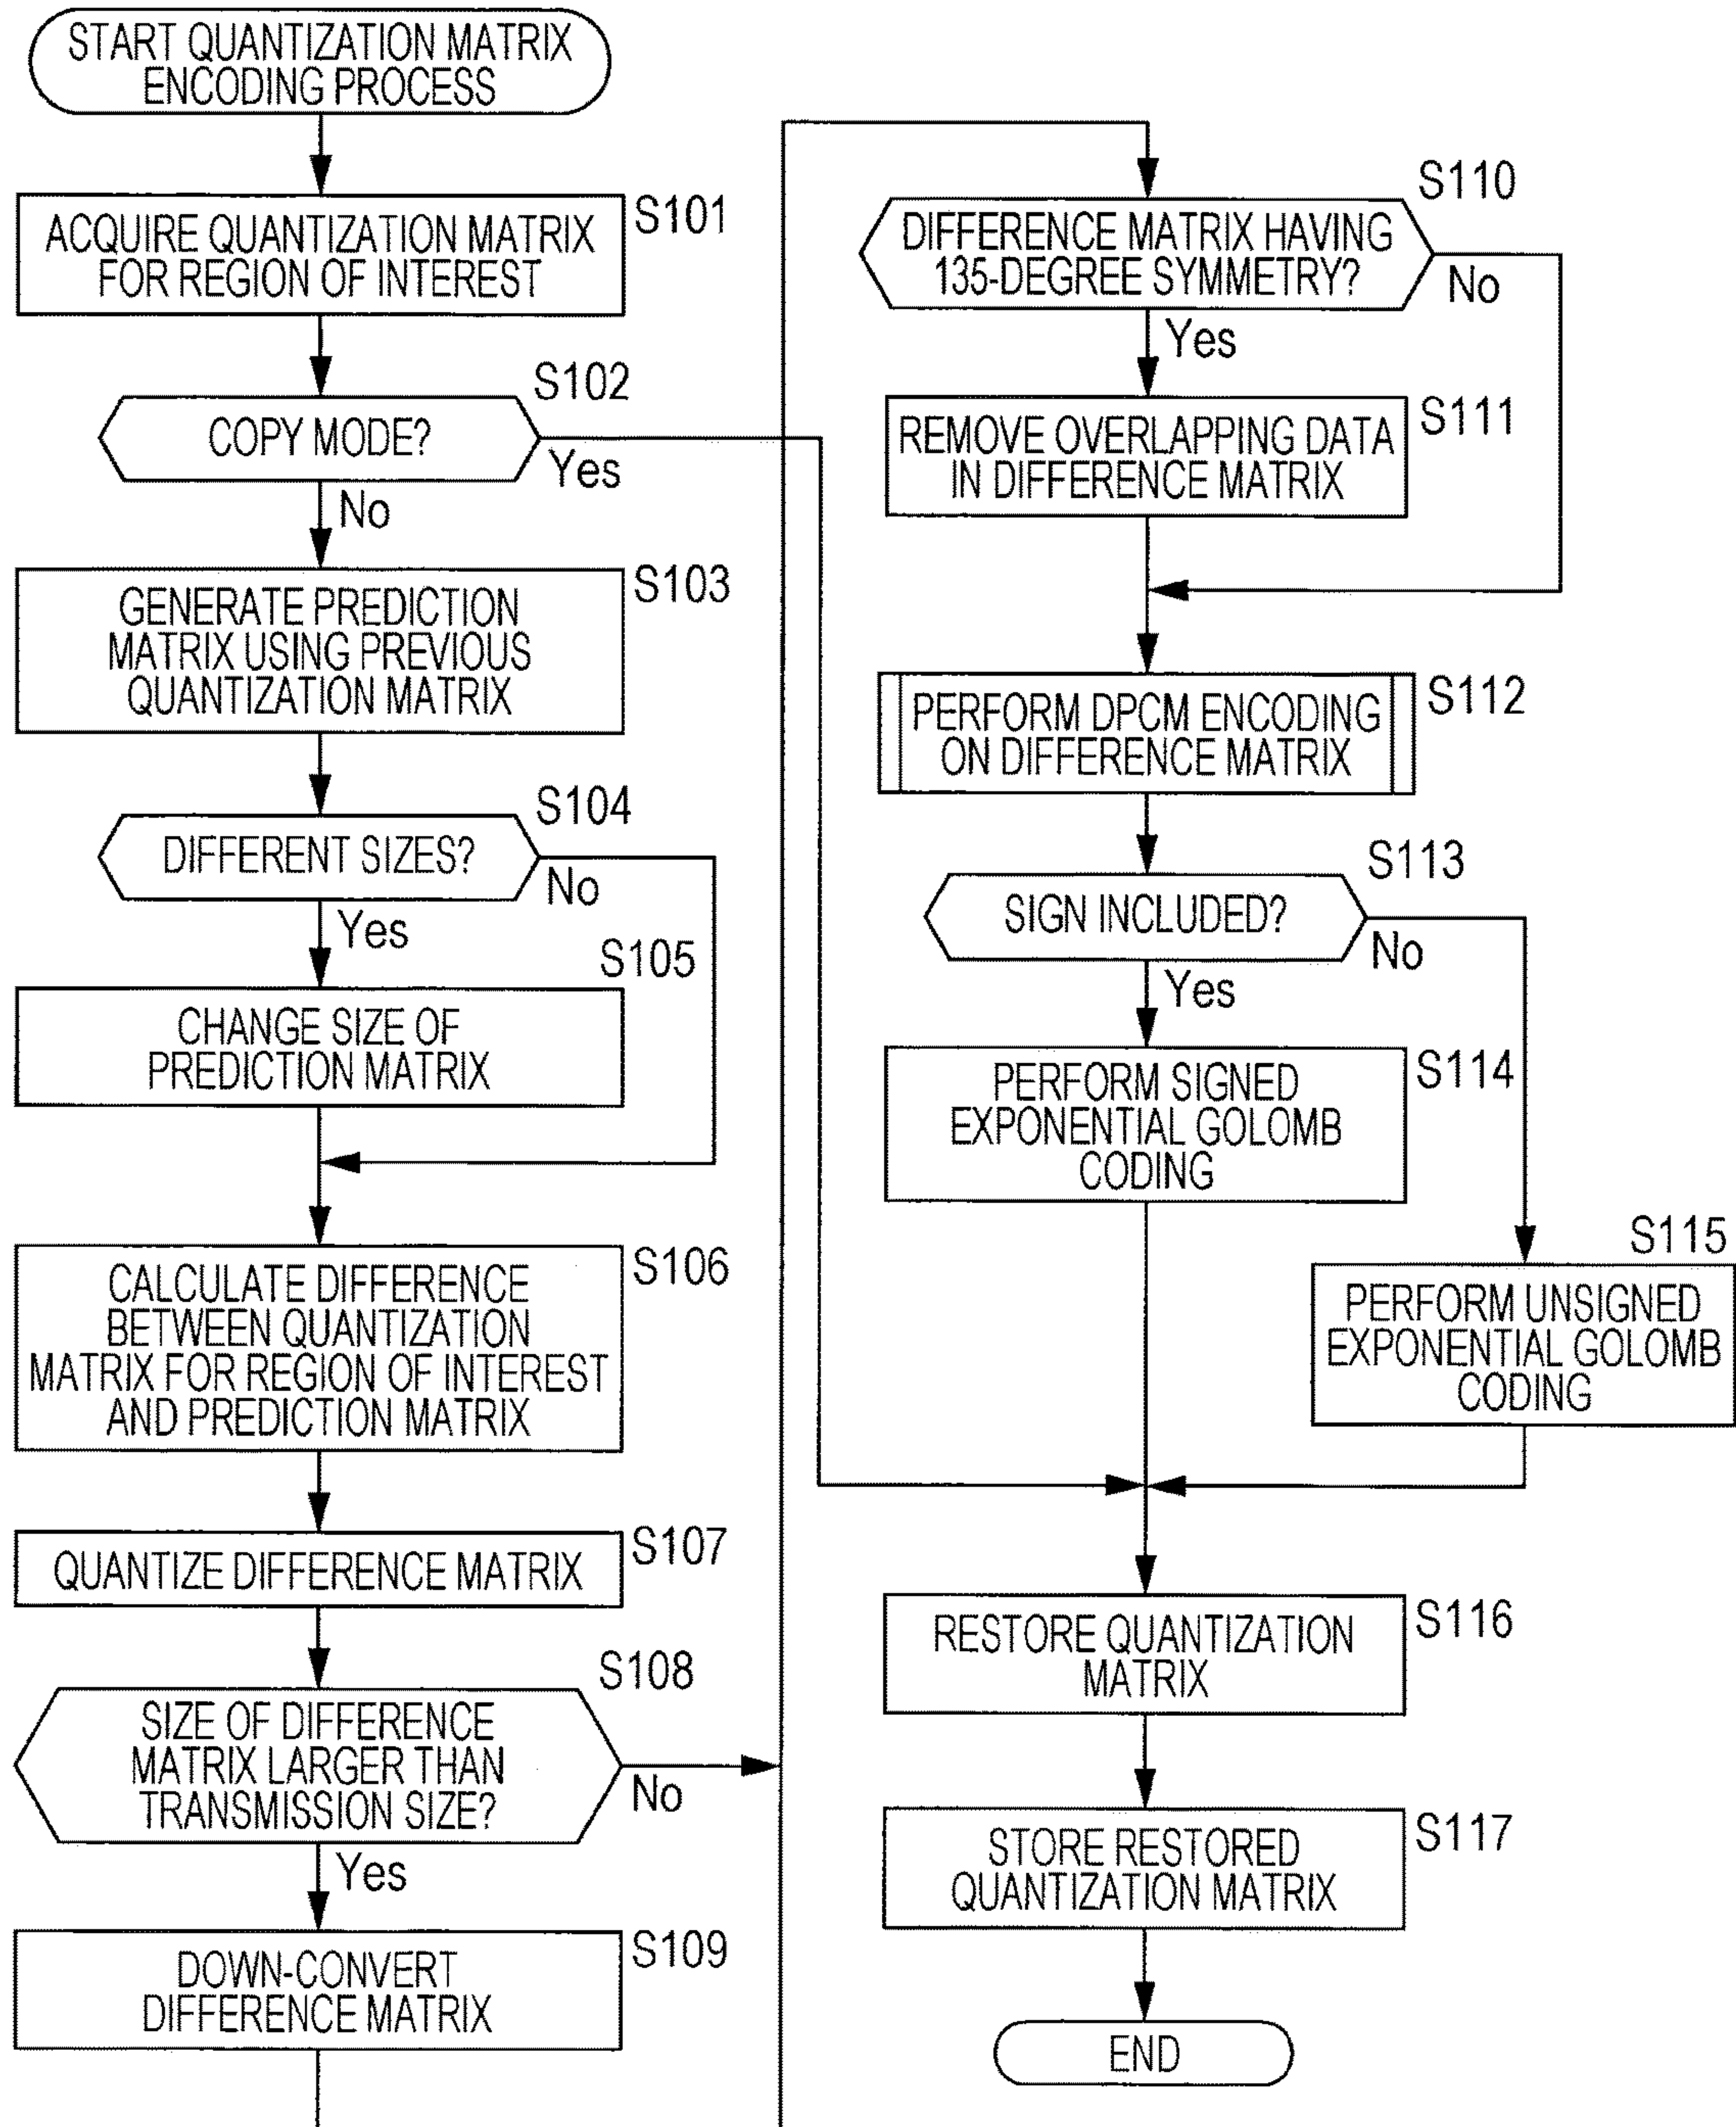 START QUANTIZATION MATRIX
ENCODING PROCESS
S101
ACQUIRE QUANTIZATION MATRIX
FOR REGION OF INTEREST
S102
COPY MODE?
Yes
No
S103
GENERATE PREDICTION
MATRIX USING PREVIOUS
QUANTIZATION MATRIX
S104
DIFFERENT SIZES?
No
Yes
S105
CHANGE SIZE OF
PREDICTION MATRIX
S106
CALCULATE DIFFERENCE
BETWEEN QUANTIZATION
MATRIX FOR REGION OF INTEREST
AND PREDICTION MATRIX
S107
QUANTIZE DIFFERENCE MATRIX
S108
SIZE OF DIFFERENCE
MATRIX LARGER THAN
TRANSMISSION SIZE?
No
Yes
S109
DOWN-CONVERT
DIFFERENCE MATRIX
S110
DIFFERENCE MATRIX HAVING
135-DEGREE SYMMETRY?
No
Yes
S111
REMOVE OVERLAPPING DATA
IN DIFFERENCE MATRIX
S112
PERFORM DPCM ENCODING
ON DIFFERENCE MATRIX
S113
SIGN INCLUDED?
No
Yes
S114
PERFORM SIGNED
EXPONENTIAL GOLOMB
CODING
S115
PERFORM UNSIGNED
EXPONENTIAL GOLOMB
CODING
S116
RESTORE QUANTIZATION
MATRIX
S117
STORE RESTORED
QUANTIZATION MATRIX
END